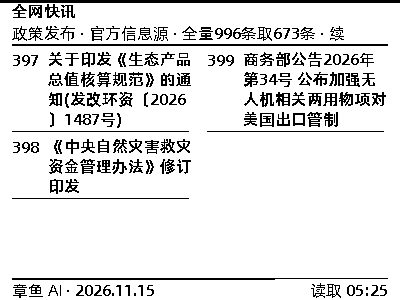 全网快讯
政策发布 · 官方信息源 · 全量996条取673条 · 续
397 关于印发《生态产品
总值核算规范》的通
知(发改环资〔2026
〕1487号)
398 《中央自然灾害救灾
资金管理办法》修订
印发
399 商务部公告2026年
第34号 公布加强无
人机相关两用物项对
美国出口管制
章鱼 AI · 2026.11.15
读取 05:25